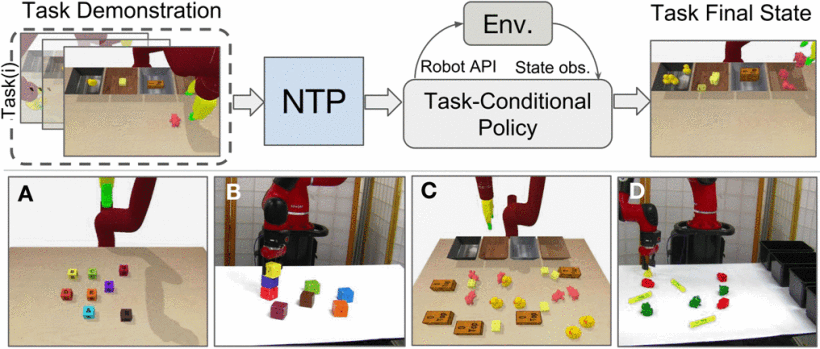 Task Demonstration
Task Final State
Env.
Robot API
State obs.
Task(i)
NTP
Task-Conditional
Policy
A
B
C
D